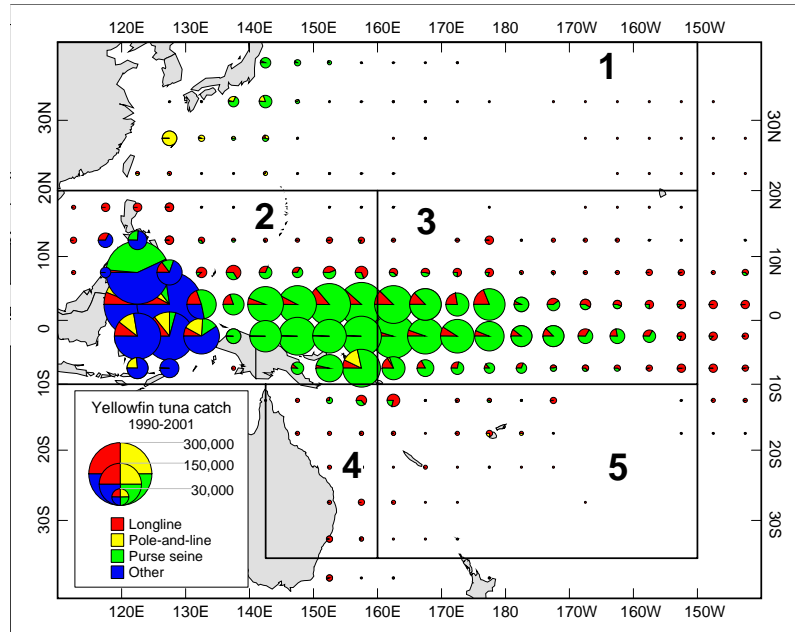 120E 130E 140E 150E 160E 170E 180 170W 160W 150W
1
30N 30N
20N 20N
2 3
10N 10N
0 0
10S 10S
Yellowfin tuna catch
1990-2001
300,000
150,000
30,000
4 5
20S 20S
30S 30S
Longline
Pole-and-line
Purse seine
Other
120E 130E 140E 150E 160E 170E 180 170W 160W 150W